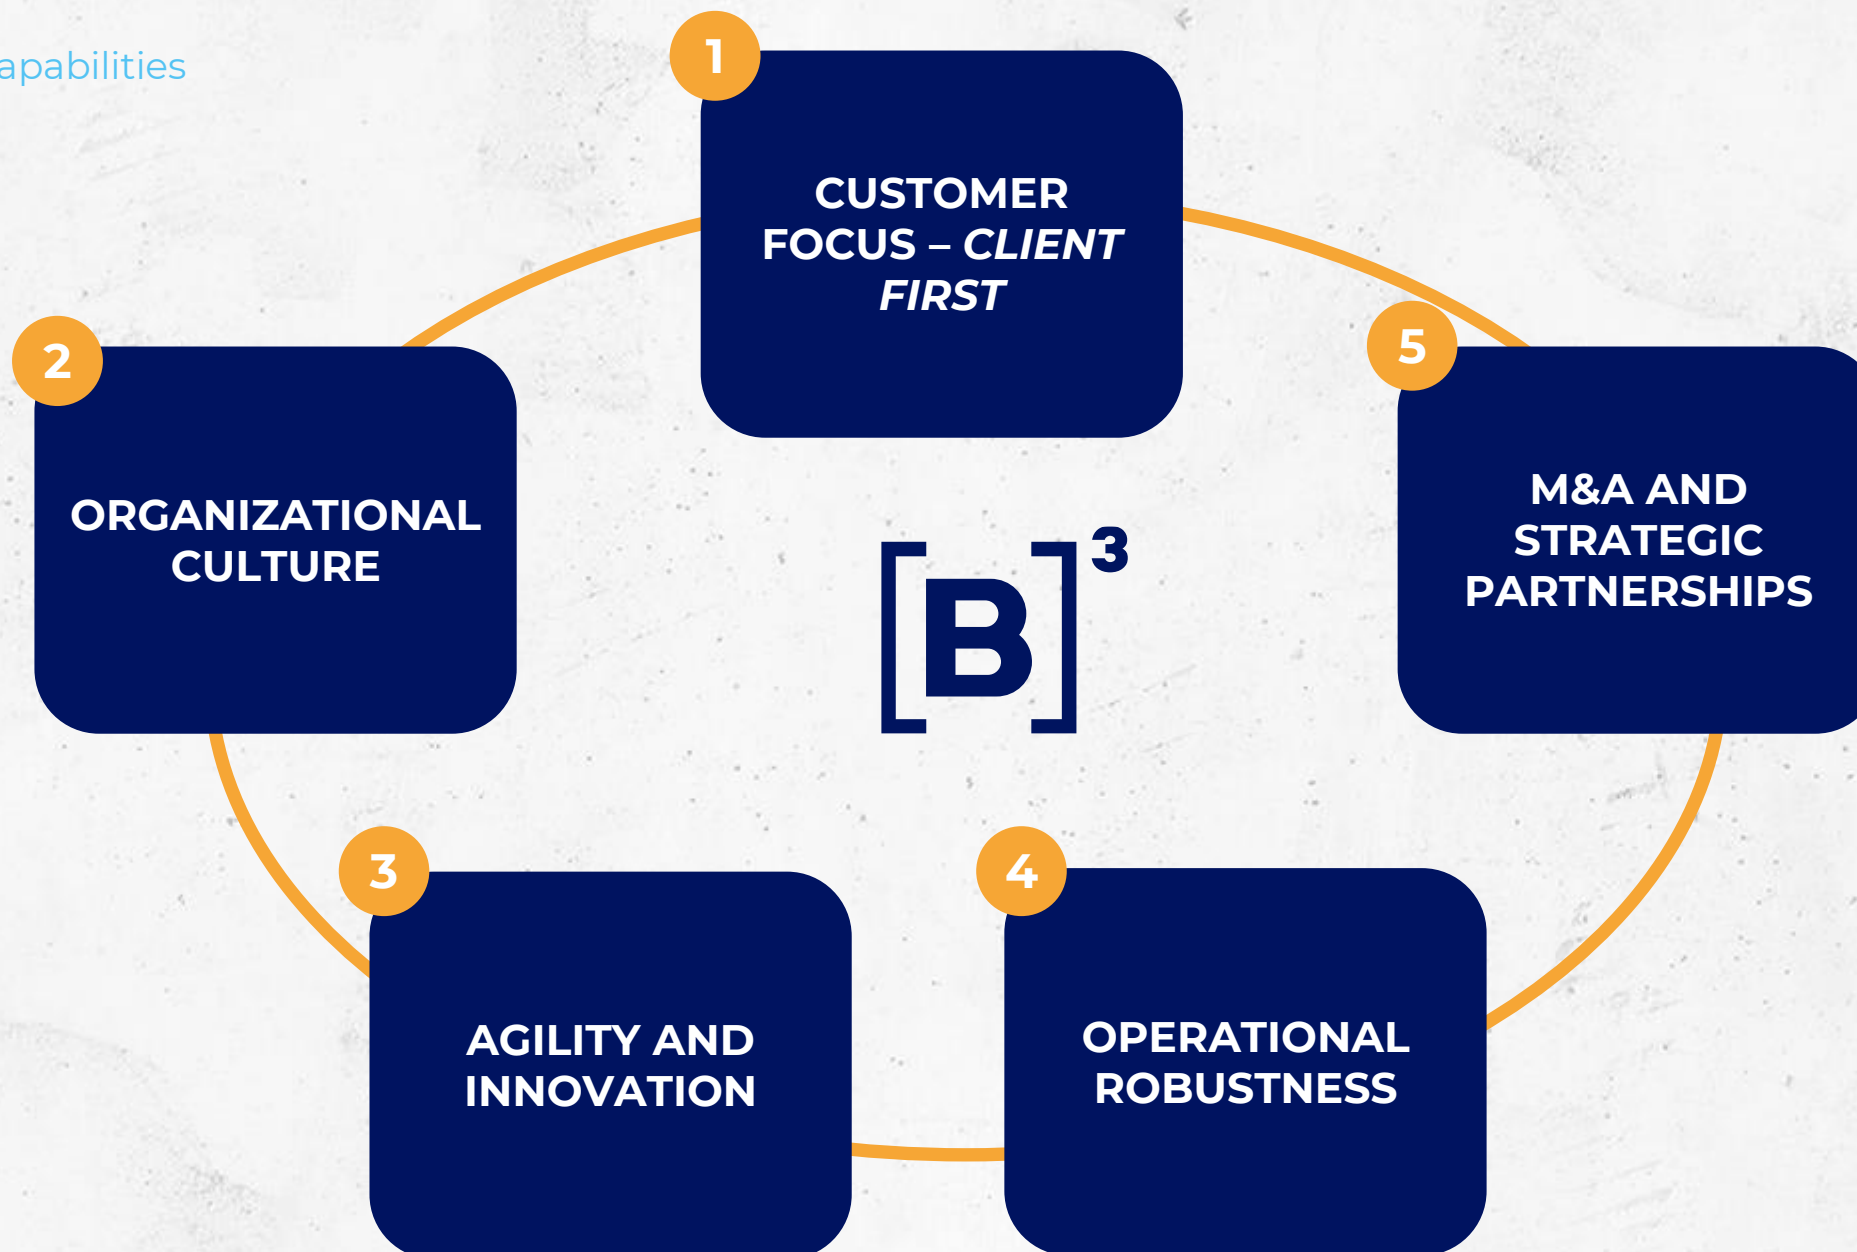 apabilities
1
CUSTOMER
FOCUS – CLIENT
FIRST
2
ORGANIZATIONAL
CULTURE
3
AGILITY AND
INNOVATION
4
OPERATIONAL
ROBUSTNESS
5
M&A AND
STRATEGIC
PARTNERSHIPS
[B]³